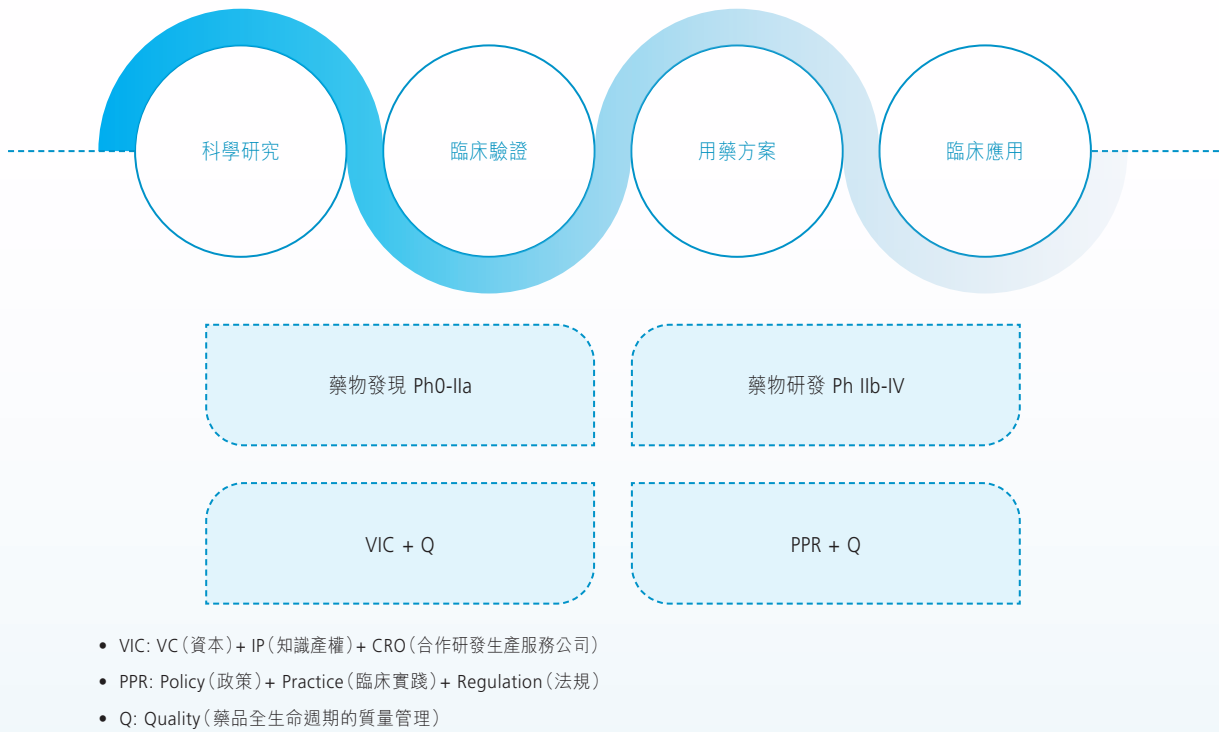 科學研究
臨床驗證
用藥方案
臨床應用
藥物發現 Ph0-IIa
藥物研發 Ph IIb-IV
VIC + Q
PPR + Q
• VIC: VC(資本)+ IP(知識產權)+ CRO(合作研發生產服務公司)
• PPR: Policy(政策)+ Practice(臨床實踐)+ Regulation(法規)
• Q: Quality(藥品全生命週期的質量管理)